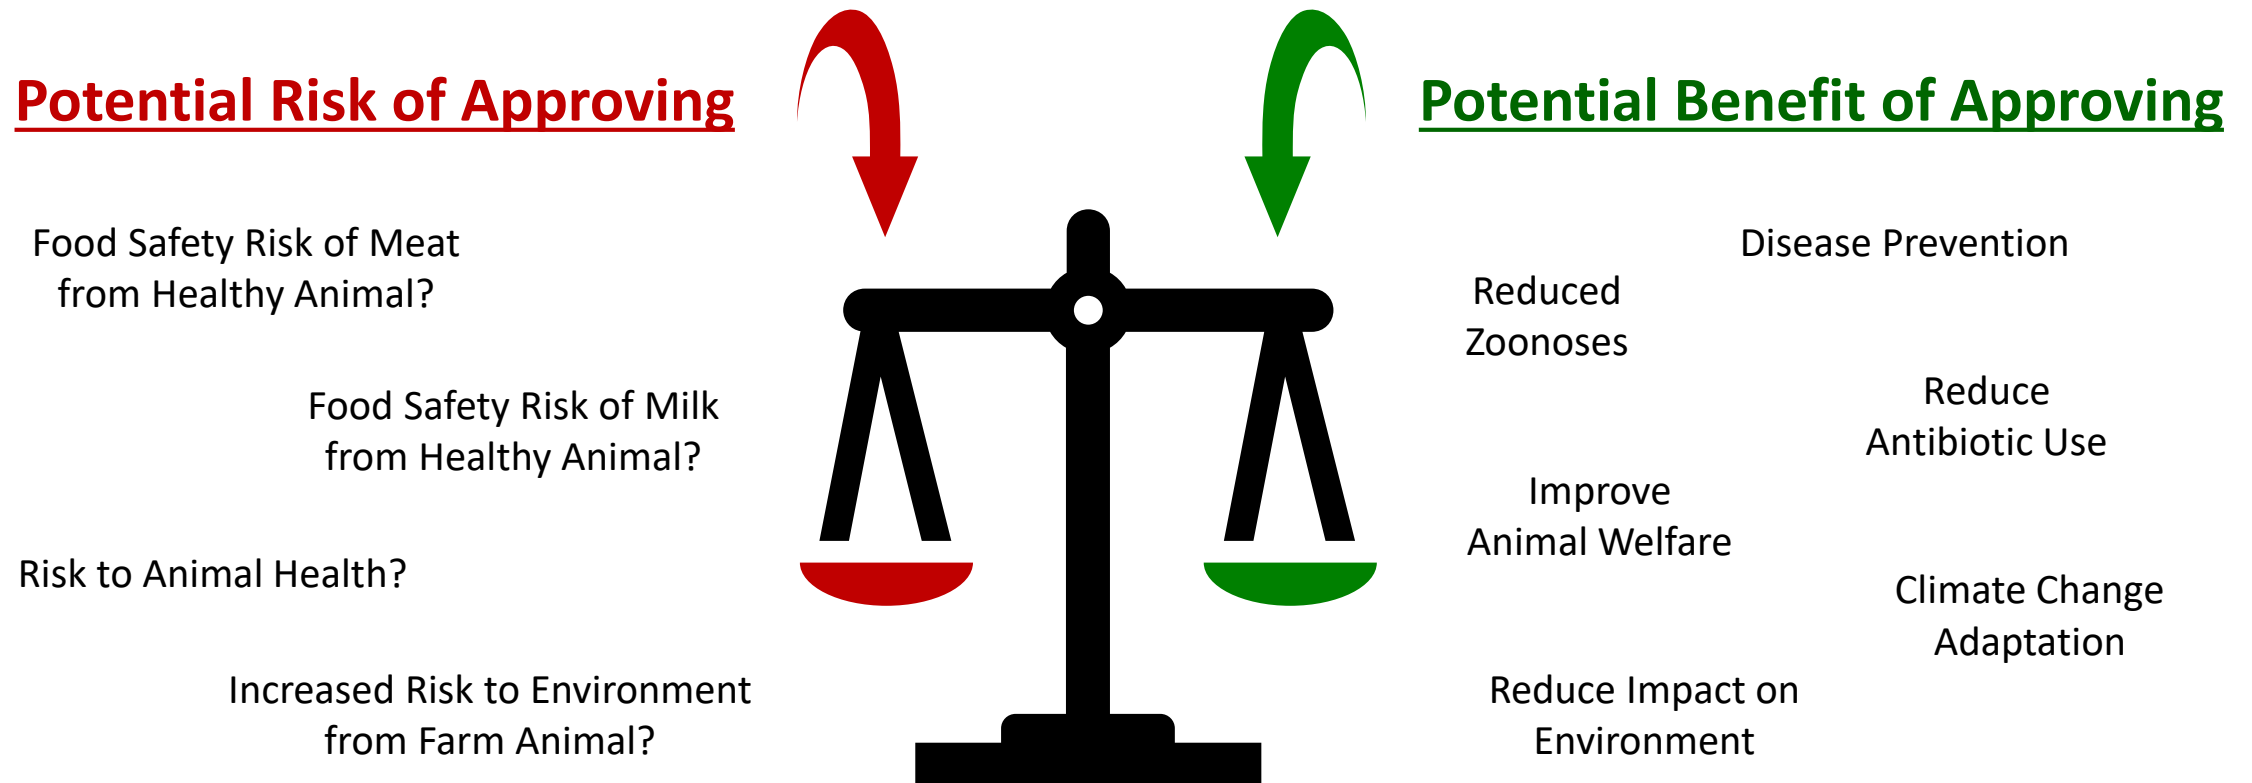 Potential Risk of Approving
Food Safety Risk of Meat
from Healthy Animal?
Food Safety Risk of Milk
from Healthy Animal?
Risk to Animal Health?
Increased Risk to Environment
from Farm Animal?
Potential Benefit of Approving
Disease Prevention
Reduced
Zoonoses
Reduce
Antibiotic Use
Improve
Animal Welfare
Climate Change
Adaptation
Reduce Impact on
Environment